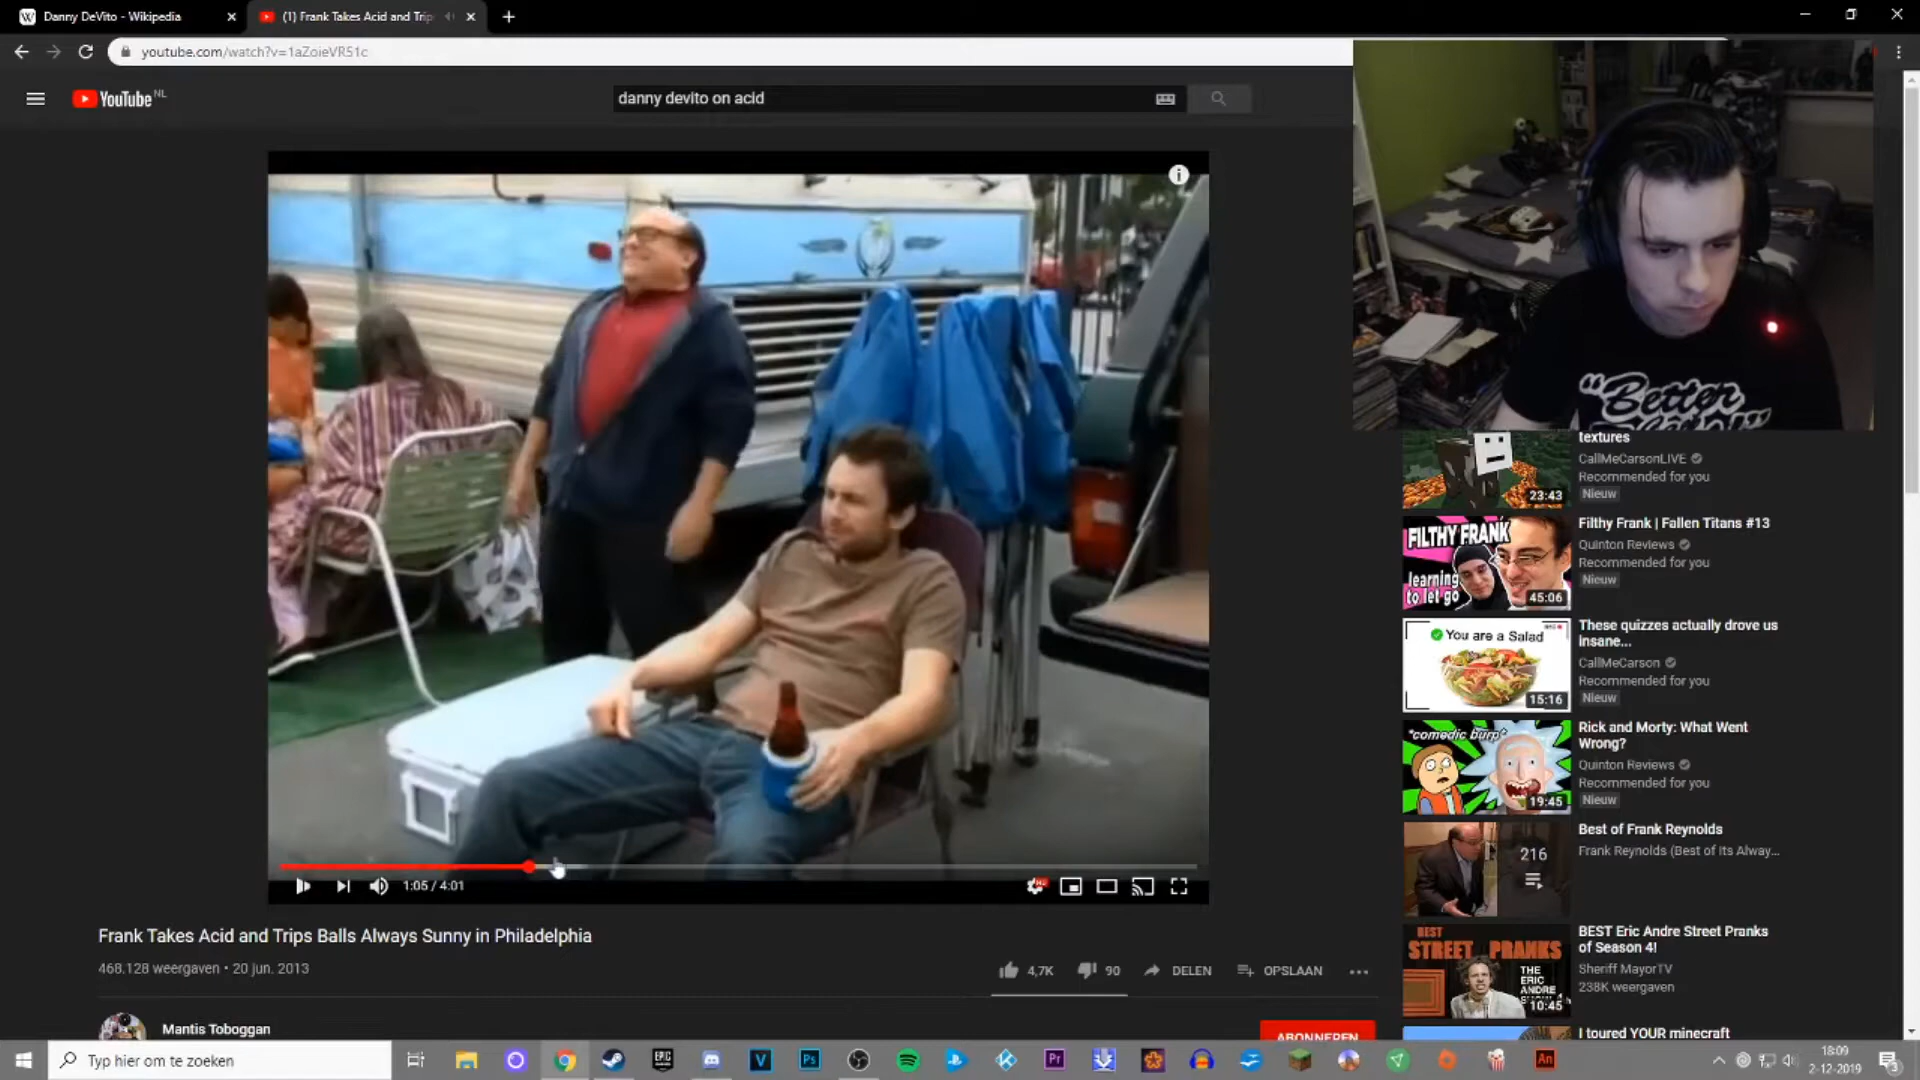 Danny DeVito - Wikipedia
(1) Frank Takes Acid and Trip
youtube.com/watch?v=1aZoieVR51c
YouTube NL
danny devito on acid
"Better
textures
CallMeCarsonLIVE
Recommended for you
Nieuw
23:43
FILTHY FRANK
learning
to let go
45:06
Filthy Frank | Fallen Titans #13
Quinton Reviews
Recommended for you
Nieuw
You are a Salad
15:16
These quizzes actually drove us
insane...
CallMeCarson
Recommended for you
Nieuw
*comedic burp*
19:45
Rick and Morty: What Went
Wrong?
Quinton Reviews
Recommended for you
Nieuw
216
Best of Frank Reynolds
Frank Reynolds (Best of Its Alway...
BEST
STREET PRANKS
THE
ERIC
ANDRE
10:45
BEST Eric Andre Street Pranks
of Season 4!
Sheriff MayorTV
238K weergaven
I toured YOUR minecraft
1:05 / 4:01
Frank Takes Acid and Trips Balls Always Sunny in Philadelphia
468.128 weergaven • 20 jun. 2013
4,7K
90
DELEN
OPSLAAN
Mantis Toboggan
ABONNEREN
Typ hier om te zoeken
EPIC
V
Ps
Pr
An
18:09
2-12-2019
3